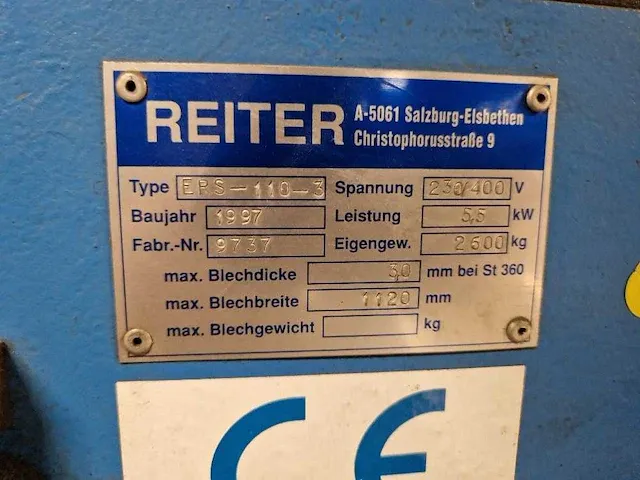 REITER
A-5061 Salzburg-Elsbethen
Christophorusstraße 9
Type ERS-110-3 Spannung 230/400 V
Baujahr 1997 Leistung 5,5 kW
Fabr.-Nr. 9737 Eigengew. 2600 kg
max. Blechdicke 3,0 mm bei St 360
max. Blechbreite 1120 mm
max. Blechgewicht kg
CE